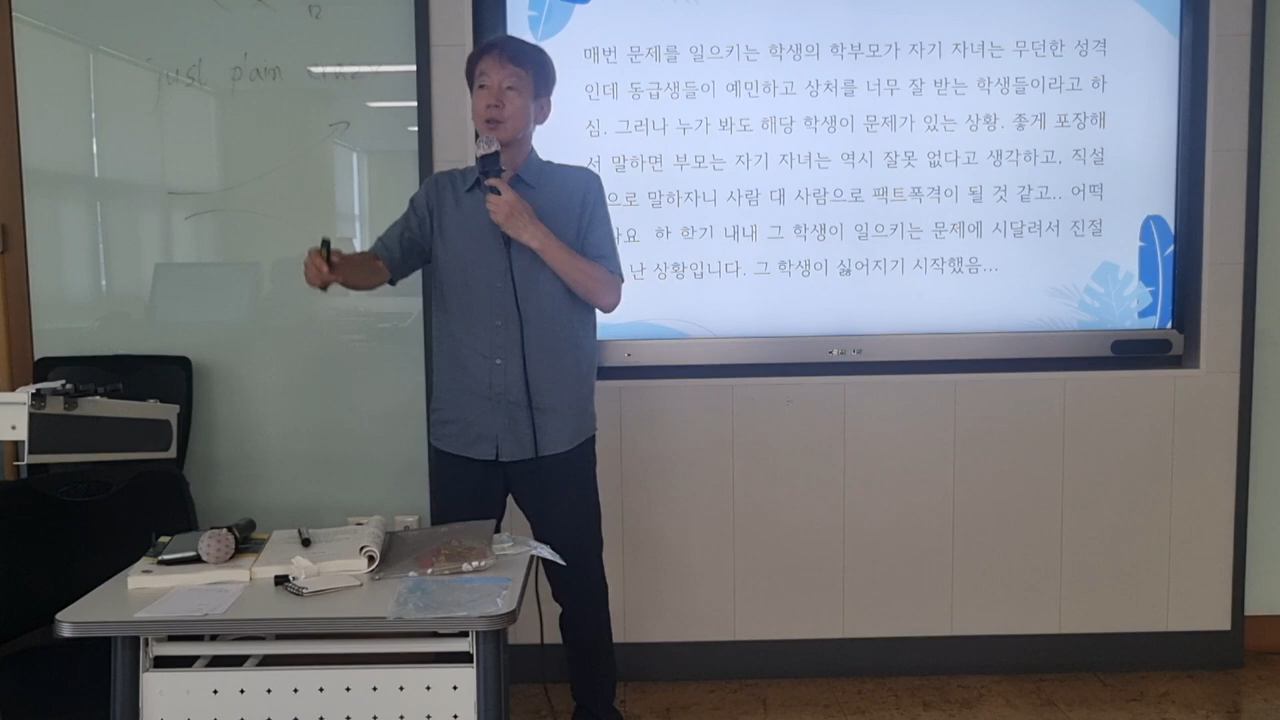 just plain crazy
매번 문제를 일으키는 학생의 학부모가 자기 자녀는 무던한 성격
인데 동급생들이 예민하고 상처를 너무 잘 받는 학생들이라고 하
심. 그러나 누가 봐도 해당 학생이 문제가 있는 상황. 좋게 포장해
서 말하면 부모는 자기 자녀는 역시 잘못 없다고 생각하고, 직설
으로 말하자니 사람 대 사람으로 팩트폭격이 될 것 같고.. 어떡
요 한 학기 내내 그 학생이 일으키는 문제에 시달려서 진절
난 상황입니다. 그 학생이 싫어지기 시작했음...